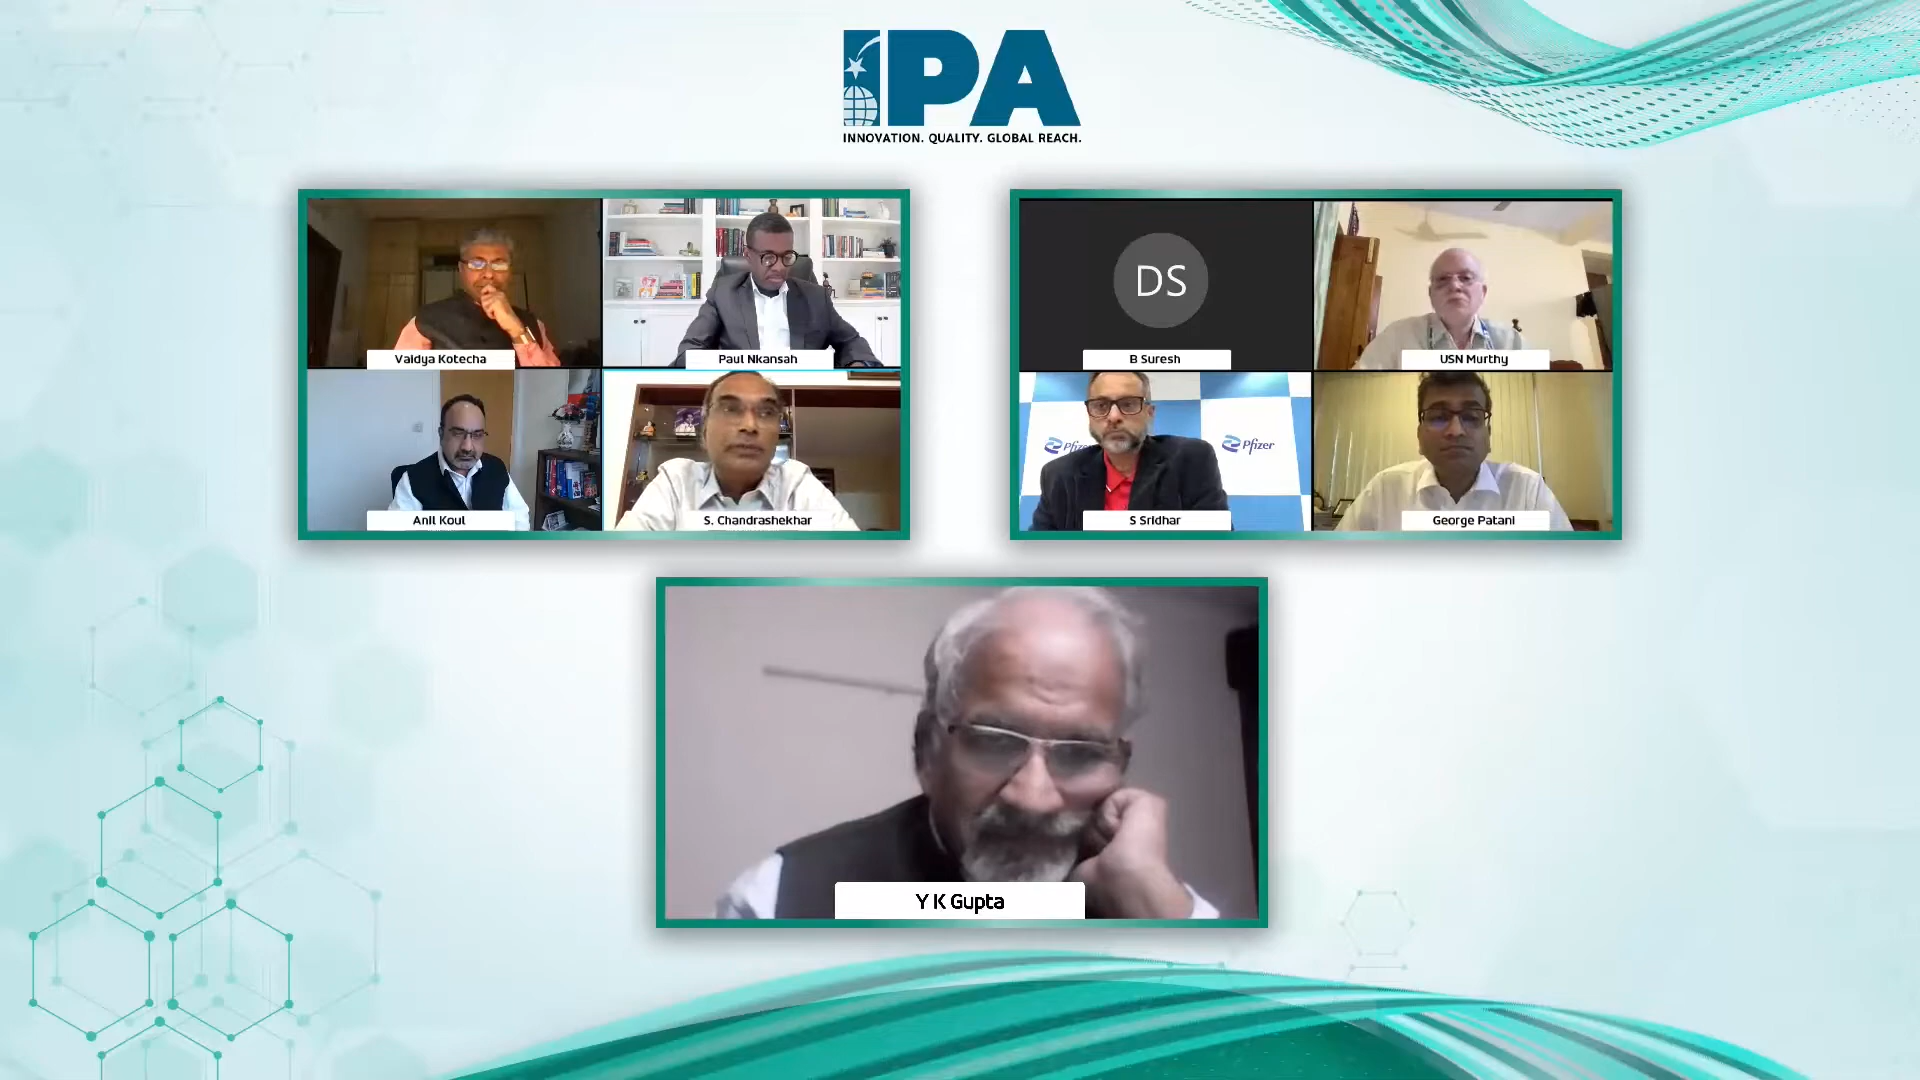 IPA
INNOVATION. QUALITY. GLOBAL REACH.
Vaidya Kotecha
Paul Nkansah
Anil Koul
S. Chandrashekhar
DS
B Suresh
USN Murthy
Pfizer
Pfizer
S Sridhar
George Patani
Y K Gupta